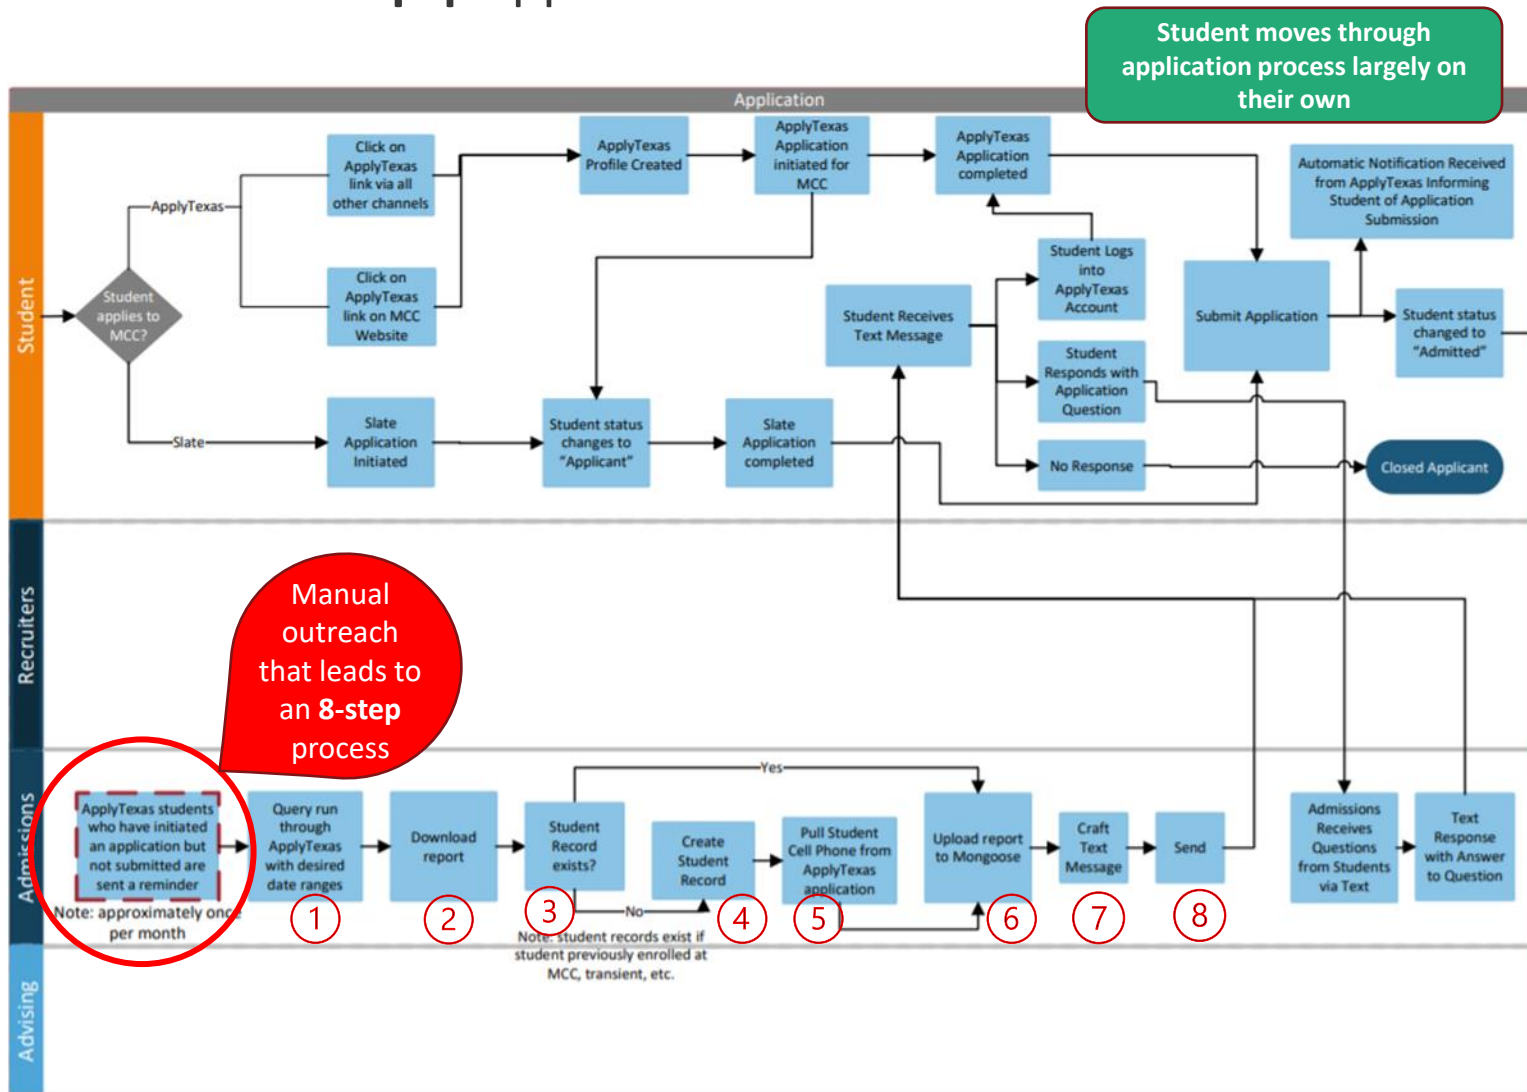 Student moves through
application process largely on
their own
Application
Student
Recruiters
Admissions
Advising
Student
applies to
MCC?
ApplyTexas
Slate
Click on
ApplyTexas
link via all
other channels
Click on
ApplyTexas
link on MCC
Website
ApplyTexas
Profile Created
ApplyTexas
Application
initiated for
MCC
ApplyTexas
Application
completed
Automatic Notification Received
from ApplyTexas Informing
Student of Application
Submission
Student Logs
into
ApplyTexas
Account
Student Receives
Text Message
Submit Application
Student status
changed to
"Admitted"
Student
Responds with
Application
Question
Slate
Application
Initiated
Student status
changes to
"Applicant"
Slate
Application
completed
No Response
Closed Applicant
Manual
outreach
that leads to
an 8-step
process
ApplyTexas students
who have initiated
an application but
not submitted are
sent a reminder
Note: approximately once
per month
Query run
through
ApplyTexas
with desired
date ranges
1
Download
report
2
Student
Record
exists?
3
Yes
No
Note: student records exist if
student previously enrolled at
MCC, transient, etc.
Create
Student
Record
4
Pull Student
Cell Phone from
ApplyTexas
application
5
Upload report
to Mongoose
6
Craft
Text
Message
7
Send
8
Admissions
Receives
Questions
from Students
via Text
Text
Response
with Answer
to Question